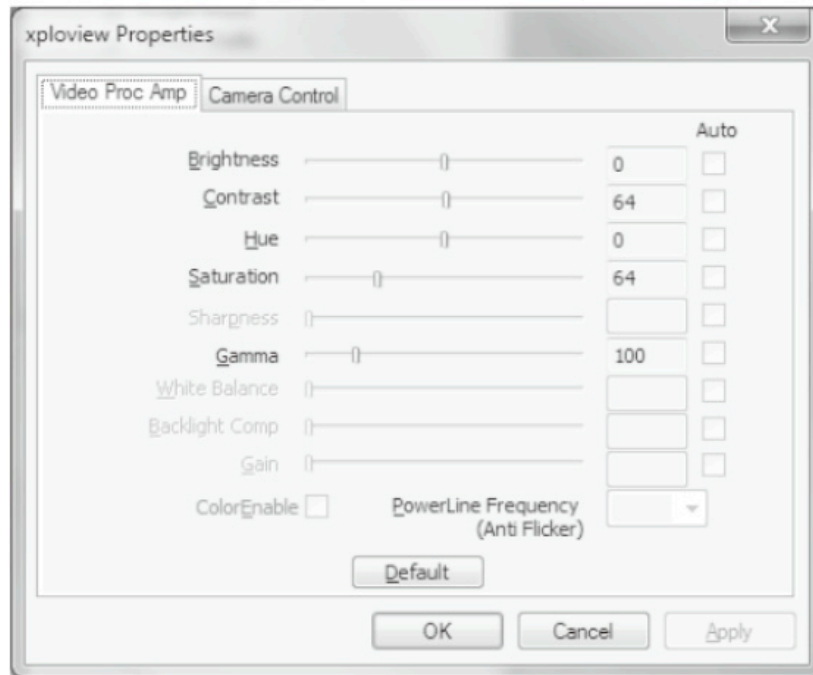 xploview Properties
X
Video Proc Amp
Camera Control
Auto
Brightness 0
Contrast 64
Hue 0
Saturation 64
Sharpness
Gamma 100
White Balance
Backlight Comp
Gain
ColorEnable
PowerLine Frequency
(Anti Flicker)
Default
OK Cancel Apply